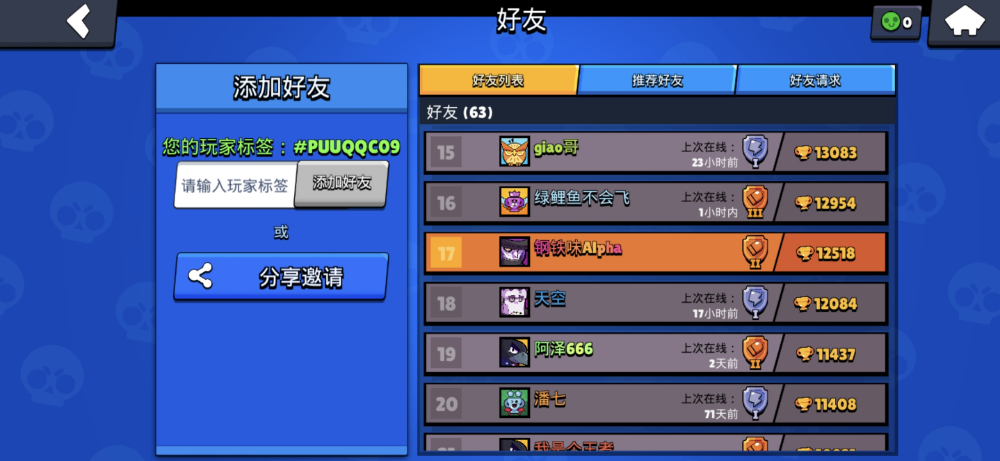 好友
0
添加好友
您的玩家标签：#PUUQQC09
请输入玩家标签
添加好友
或
分享邀请
好友列表
推荐好友
好友请求
好友 (63)
15 giao哥 上次在线： 23小时前 I 13083
16 绿鲤鱼不会飞 上次在线： 1小时内 III 12954
17 钢铁味Alpha II 12518
18 天空 上次在线： 17小时前 I 12084
19 阿泽666 上次在线： 2天前 II 11437
20 潘七 上次在线： 71天前 I 11408
我是个王者